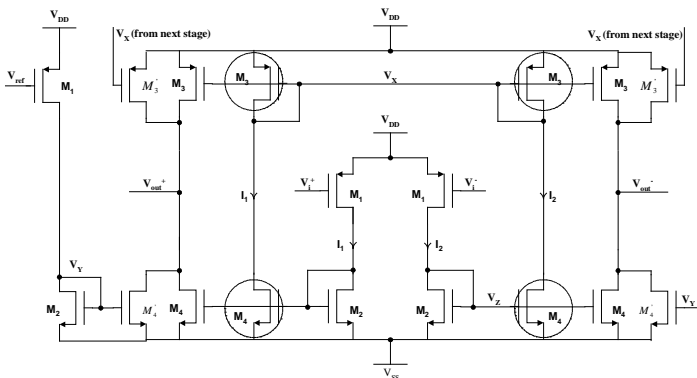 V_DD
V_X (from next stage)
V_DD
V_X (from next stage)
V_ref
M_1
M_3'
M_3
M_3
V_X
M_3
M_3
M_3'
V_DD
V_out^+
I_1
V_i^+
M_1
M_1
V_i^-
I_2
V_out^-
I_1
I_2
V_Y
M_2
M_4'
M_4
M_4
M_2
M_2
V_Z
M_4
M_4
M_4'
V_Y
V_SS